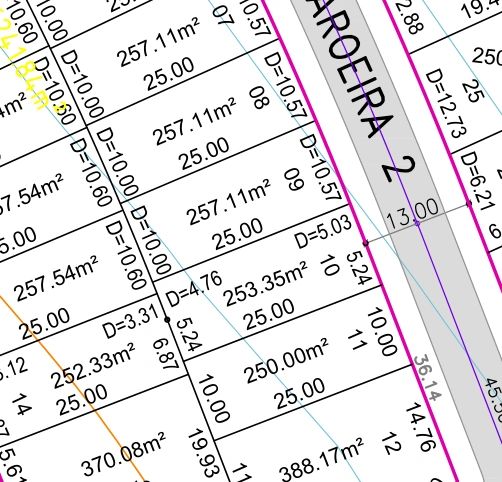 10.60
10.00
07
10.57
2.88
257.11m²
25.00
D=10.60
D=10.00
D=10.57
AROEIRA 2
D=12.73
25
257.11m²
08
25.00
D=10.60
D=10.00
D=10.57
D=6.21
257.11m²
09
25.00
13.00
D=5.03
257.54m²
25.00
D=10.60
D=10.00
D=4.76
253.35m²
10
5.24
25.00
D=3.31
5.24
6.87
252.33m²
14
25.00
250.00m²
11
10.00
25.00
10.00
36.14
370.08m²
19.93
388.17m²
12
14.76